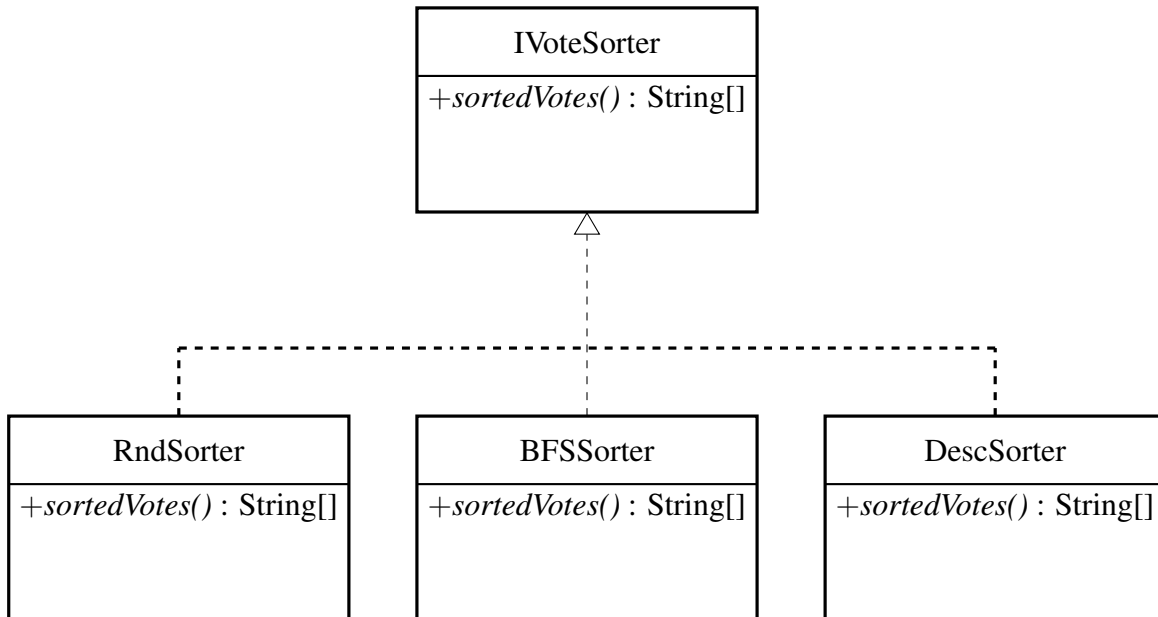 IVoteSorter
+sortedVotes() : String[]
RndSorter
BFSSorter
DescSorter
+sortedVotes() : String[]
+sortedVotes() : String[]
+sortedVotes() : String[]